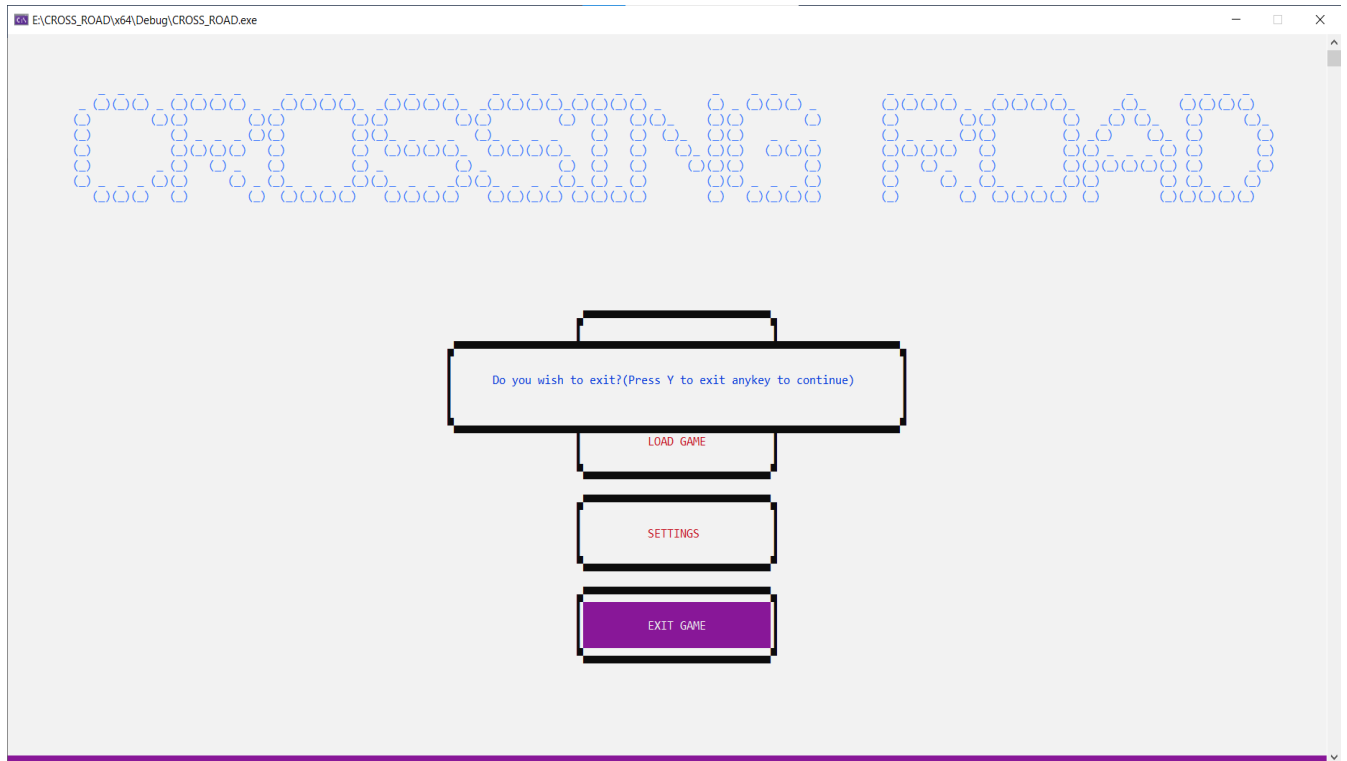 E:\CROSS_ROAD\x64\Debug\CROSS_ROAD.exe
CROSSING ROAD
Do you wish to exit?(Press Y to exit anykey to continue)
LOAD GAME
SETTINGS
EXIT GAME